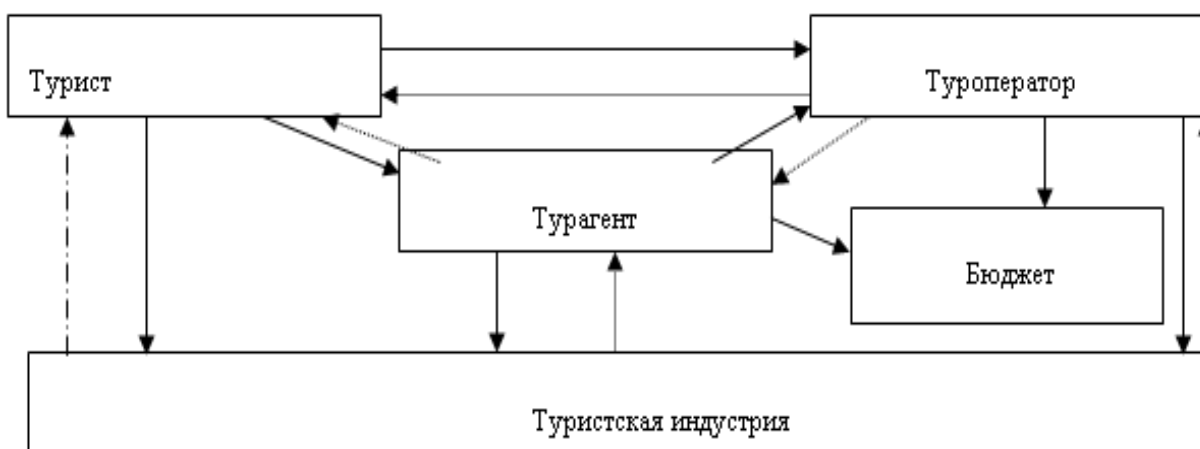 Турист
Туроператор
Турагент
Бюджет
Туристская индустрия